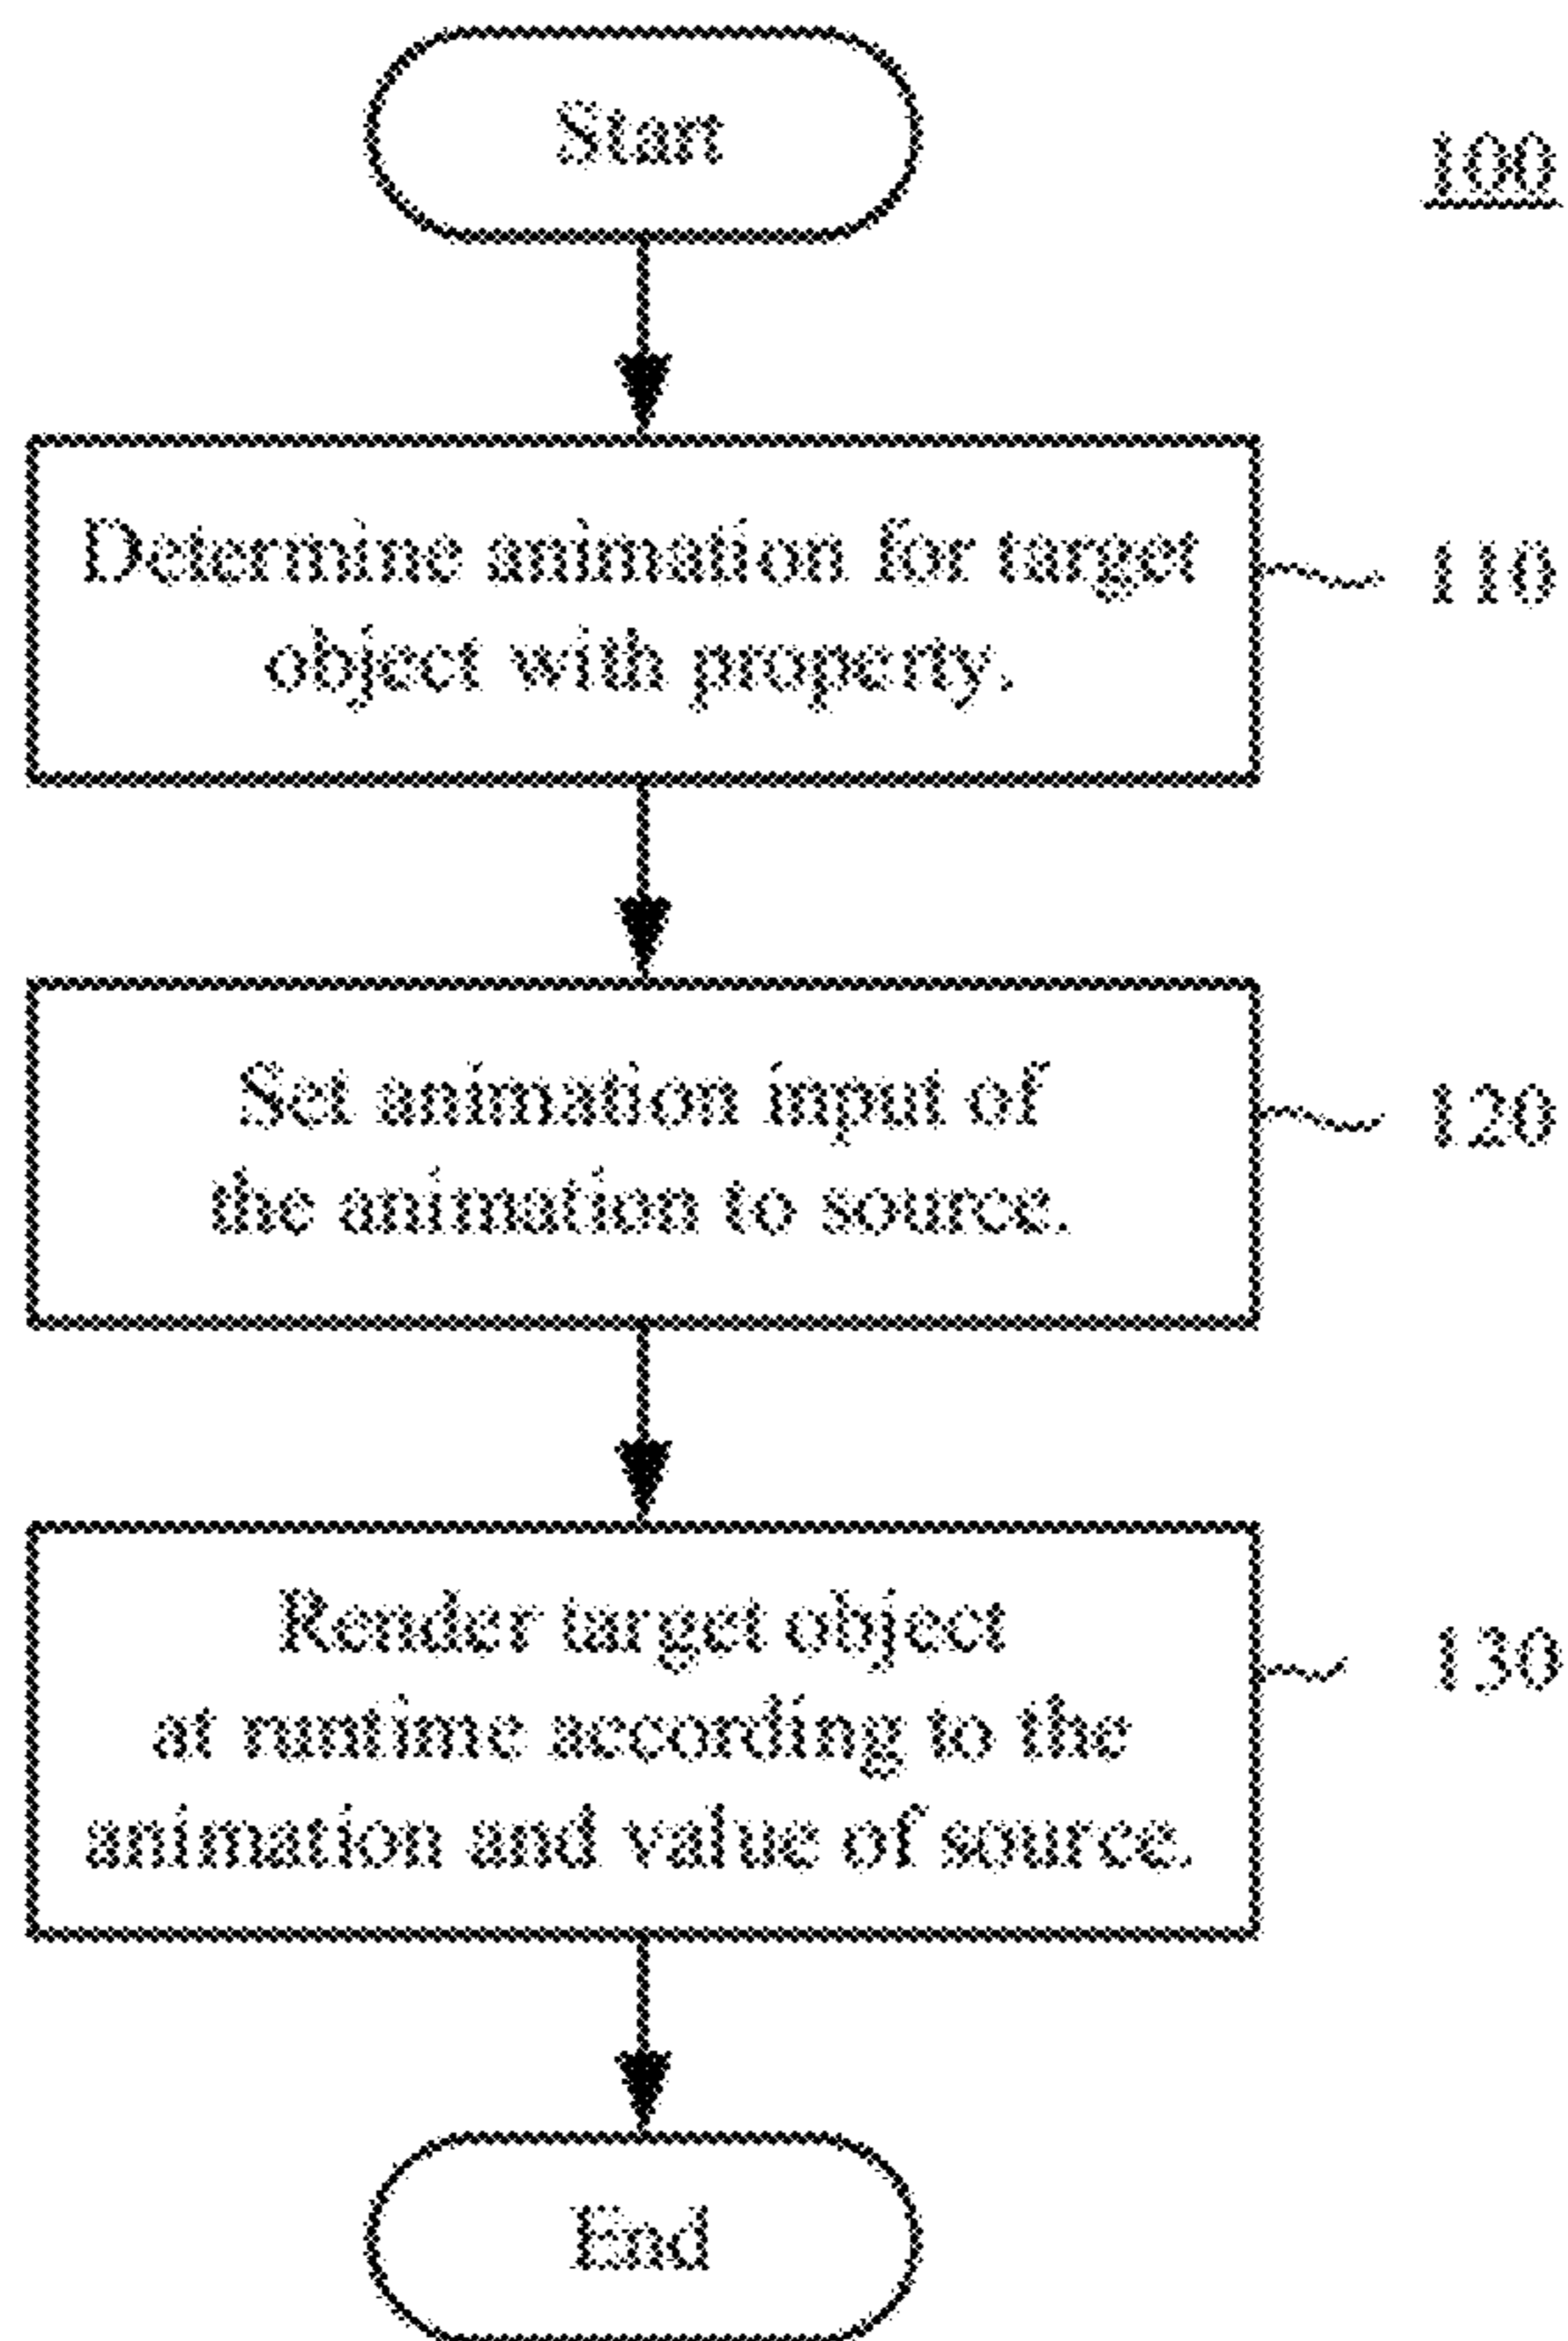 Start
100
Determine animation for target
object with property.
110
Set animation input of
the animation to source.
120
Render target object
at runtime according to the
animation and value of source.
130
End